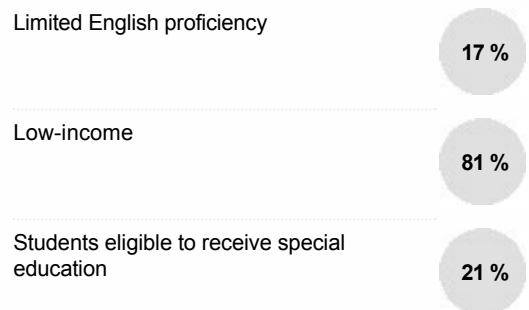 Limited English proficiency
17 %
Low-income
81 %
Students eligible to receive special
education
21 %